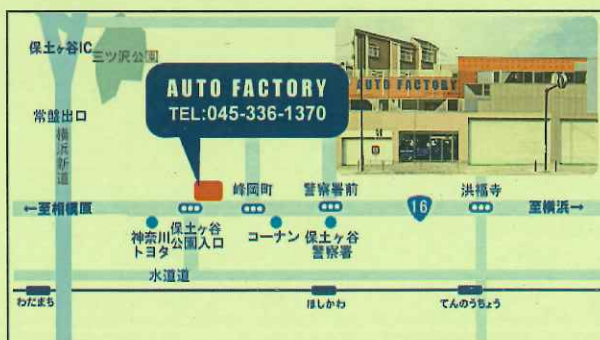 保土ヶ谷IC
三ツ沢公園
AUTO FACTORY
TEL:045-336-1370
AUTO FACTORY
常盤出口
横浜新道
←至相模原
峰岡町
警察署前
16
洪福寺
至横浜→
神奈川
トヨタ
保土ヶ谷
公園入口
コーナン
保土ヶ谷
警察署
水道道
わだまち
ほしかわ
てんのうちょう